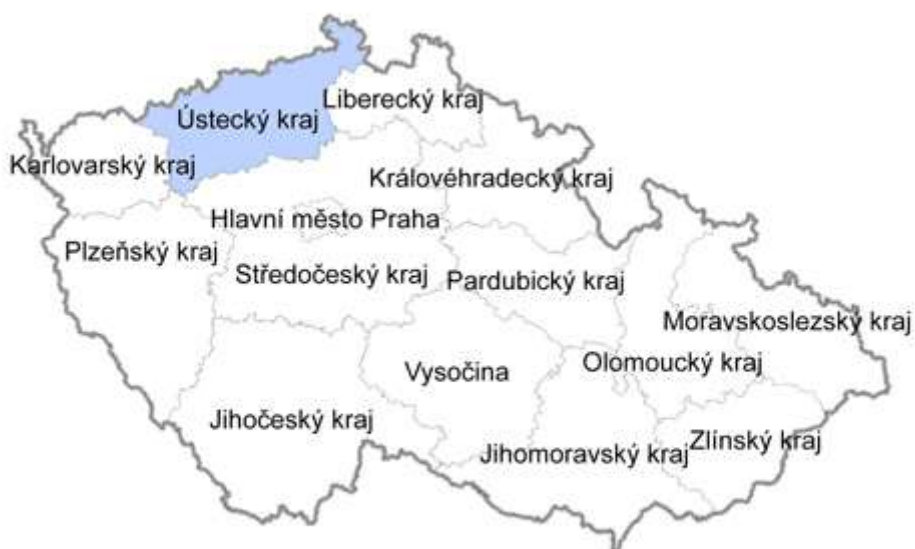 Liberecký kraj
Ústecký kraj
Karlovarský kraj
Královéhradecký kraj
Hlavní město Praha
Plzeňský kraj
Středočeský kraj
Pardubický kraj
Moravskoslezský kraj
Olomoucký kraj
Vysočina
Jihočeský kraj
Zlínský kraj
Jihomoravský kraj